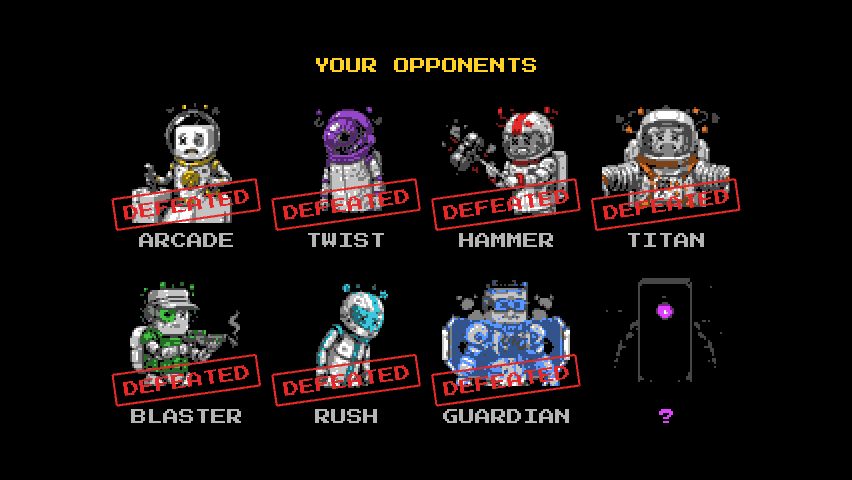 YOUR OPPONENTS
DEFEATED DEFEATED DEFEATED DEFEATED
ARCADE TWIST HAMMER TITAN
DEFEATED DEFEATED DEFEATED
BLASTER RUSH GUARDIAN ?